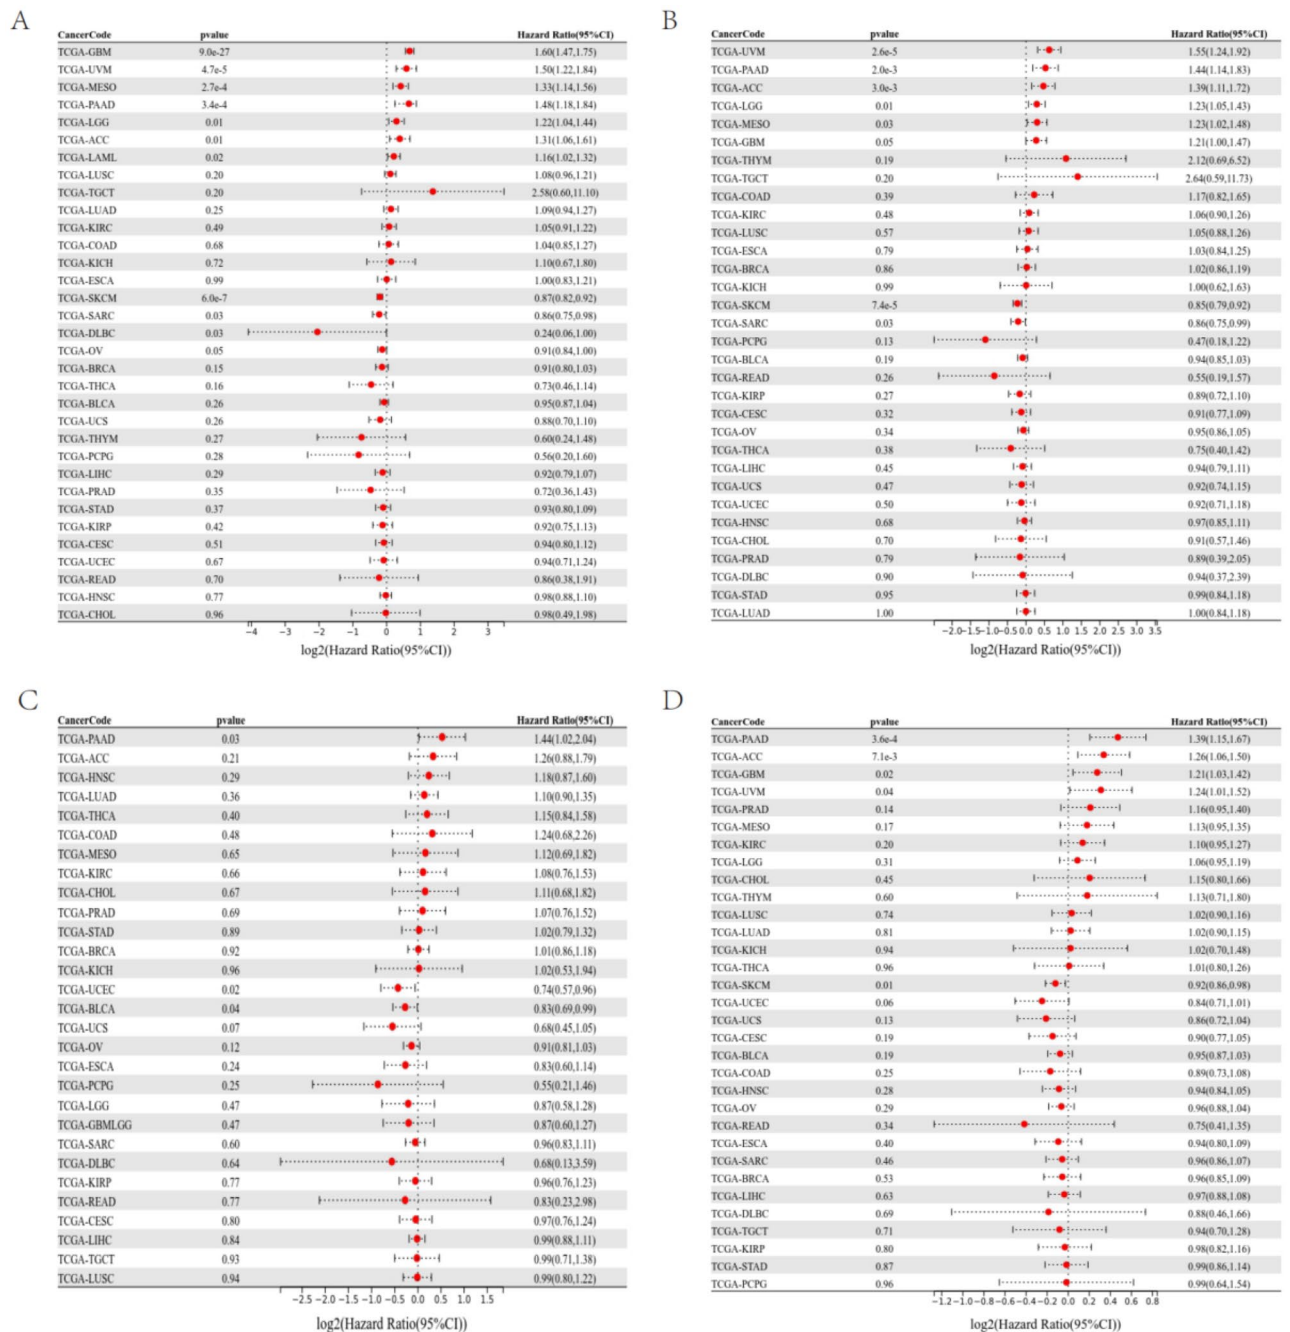 A
CancerCode pvalue Hazard Ratio(95%CI)
TCGA-GBM 9.0e-27 1.60(1.47,1.75)
TCGA-UVM 4.7e-5 1.50(1.22,1.84)
TCGA-MESO 2.7e-4 1.33(1.14,1.56)
TCGA-PAAD 3.4e-4 1.48(1.18,1.84)
TCGA-LGG 0.01 1.22(1.04,1.44)
TCGA-ACC 0.01 1.31(1.06,1.61)
TCGA-LAML 0.02 1.16(1.02,1.32)
TCGA-LUSC 0.20 1.08(0.96,1.21)
TCGA-TGCT 0.20 2.58(0.60,11.10)
TCGA-LUAD 0.25 1.09(0.94,1.27)
TCGA-KIRC 0.49 1.05(0.91,1.22)
TCGA-COAD 0.68 1.04(0.85,1.27)
TCGA-KICH 0.72 1.10(0.67,1.80)
TCGA-ESCA 0.99 1.00(0.83,1.21)
TCGA-SKCM 6.0e-7 0.87(0.82,0.92)
TCGA-SARC 0.03 0.86(0.75,0.98)
TCGA-DLBC 0.03 0.24(0.06,1.00)
TCGA-OV 0.05 0.91(0.84,1.00)
TCGA-BRCA 0.15 0.91(0.80,1.03)
TCGA-THCA 0.16 0.73(0.46,1.14)
TCGA-BLCA 0.26 0.95(0.87,1.04)
TCGA-UCS 0.26 0.88(0.70,1.10)
TCGA-THYM 0.27 0.60(0.24,1.48)
TCGA-PCPG 0.28 0.56(0.20,1.60)
TCGA-LIHC 0.29 0.92(0.79,1.07)
TCGA-PRAD 0.35 0.72(0.36,1.43)
TCGA-STAD 0.37 0.93(0.80,1.09)
TCGA-KIRP 0.42 0.92(0.75,1.13)
TCGA-CESC 0.51 0.94(0.80,1.12)
TCGA-UCEC 0.67 0.94(0.71,1.24)
TCGA-READ 0.70 0.86(0.38,1.91)
TCGA-HNSC 0.77 0.98(0.88,1.10)
TCGA-CHOL 0.96 0.98(0.49,1.98)
−4 −3 −2 −1 0 1 2 3
log2(Hazard Ratio(95%CI))
B
CancerCode pvalue Hazard Ratio(95%CI)
TCGA-UVM 2.6e-5 1.55(1.24,1.92)
TCGA-PAAD 2.0e-3 1.44(1.14,1.83)
TCGA-ACC 3.0e-3 1.39(1.11,1.72)
TCGA-LGG 0.01 1.23(1.05,1.43)
TCGA-MESO 0.03 1.23(1.02,1.48)
TCGA-GBM 0.05 1.21(1.00,1.47)
TCGA-THYM 0.19 2.12(0.69,6.52)
TCGA-TGCT 0.20 2.64(0.59,11.73)
TCGA-COAD 0.39 1.17(0.82,1.65)
TCGA-KIRC 0.48 1.06(0.90,1.26)
TCGA-LUSC 0.57 1.05(0.88,1.26)
TCGA-ESCA 0.79 1.03(0.84,1.25)
TCGA-BRCA 0.86 1.02(0.86,1.19)
TCGA-KICH 0.99 1.00(0.62,1.63)
TCGA-SKCM 7.4e-5 0.85(0.79,0.92)
TCGA-SARC 0.03 0.86(0.75,0.99)
TCGA-PCPG 0.13 0.47(0.18,1.22)
TCGA-BLCA 0.19 0.94(0.85,1.03)
TCGA-READ 0.26 0.55(0.19,1.57)
TCGA-KIRP 0.27 0.89(0.72,1.10)
TCGA-CESC 0.32 0.91(0.77,1.09)
TCGA-OV 0.34 0.95(0.86,1.05)
TCGA-THCA 0.38 0.75(0.40,1.42)
TCGA-LIHC 0.45 0.94(0.79,1.11)
TCGA-UCS 0.47 0.92(0.74,1.15)
TCGA-UCEC 0.50 0.92(0.71,1.18)
TCGA-HNSC 0.68 0.97(0.85,1.11)
TCGA-CHOL 0.70 0.91(0.57,1.46)
TCGA-PRAD 0.79 0.89(0.39,2.05)
TCGA-DLBC 0.90 0.94(0.37,2.39)
TCGA-STAD 0.95 0.99(0.84,1.18)
TCGA-LUAD 1.00 1.00(0.84,1.18)
−2.0−1.5−1.0−0.5 0.0 0.5 1.0 1.5 2.0 2.5 3.0 3.5
log2(Hazard Ratio(95%CI))
C
CancerCode pvalue Hazard Ratio(95%CI)
TCGA-PAAD 0.03 1.44(1.02,2.04)
TCGA-ACC 0.21 1.26(0.88,1.79)
TCGA-HNSC 0.29 1.18(0.87,1.60)
TCGA-LUAD 0.36 1.10(0.90,1.35)
TCGA-THCA 0.40 1.15(0.84,1.58)
TCGA-COAD 0.48 1.24(0.68,2.26)
TCGA-MESO 0.65 1.12(0.69,1.82)
TCGA-KIRC 0.66 1.08(0.76,1.53)
TCGA-CHOL 0.67 1.11(0.68,1.82)
TCGA-PRAD 0.69 1.07(0.76,1.52)
TCGA-STAD 0.89 1.02(0.79,1.32)
TCGA-BRCA 0.92 1.01(0.86,1.18)
TCGA-KICH 0.96 1.02(0.53,1.94)
TCGA-UCEC 0.02 0.74(0.57,0.96)
TCGA-BLCA 0.04 0.83(0.69,0.99)
TCGA-UCS 0.07 0.68(0.45,1.05)
TCGA-OV 0.12 0.91(0.81,1.03)
TCGA-ESCA 0.24 0.83(0.60,1.14)
TCGA-PCPG 0.25 0.55(0.21,1.46)
TCGA-LGG 0.47 0.87(0.58,1.28)
TCGA-GBMLGG 0.47 0.87(0.60,1.27)
TCGA-SARC 0.60 0.96(0.83,1.11)
TCGA-DLBC 0.64 0.68(0.13,3.59)
TCGA-KIRP 0.77 0.96(0.76,1.23)
TCGA-READ 0.77 0.83(0.23,2.98)
TCGA-CESC 0.80 0.97(0.76,1.24)
TCGA-LIHC 0.84 0.99(0.88,1.11)
TCGA-TGCT 0.93 0.99(0.71,1.38)
TCGA-LUSC 0.94 0.99(0.80,1.22)
−2.5−2.0−1.5−1.0−0.5 0.0 0.5 1.0 1.5
log2(Hazard Ratio(95%CI))
D
CancerCode pvalue Hazard Ratio(95%CI)
TCGA-PAAD 3.6e-4 1.39(1.15,1.67)
TCGA-ACC 7.1e-3 1.26(1.06,1.50)
TCGA-GBM 0.02 1.21(1.03,1.42)
TCGA-UVM 0.04 1.24(1.01,1.52)
TCGA-PRAD 0.14 1.16(0.95,1.40)
TCGA-MESO 0.17 1.13(0.95,1.35)
TCGA-KIRC 0.20 1.10(0.95,1.27)
TCGA-LGG 0.31 1.06(0.95,1.19)
TCGA-CHOL 0.45 1.15(0.80,1.66)
TCGA-THYM 0.60 1.13(0.71,1.80)
TCGA-LUSC 0.74 1.02(0.90,1.16)
TCGA-LUAD 0.81 1.02(0.90,1.15)
TCGA-KICH 0.94 1.02(0.70,1.48)
TCGA-THCA 0.96 1.01(0.80,1.26)
TCGA-SKCM 0.01 0.92(0.86,0.98)
TCGA-UCEC 0.06 0.84(0.71,1.01)
TCGA-UCS 0.13 0.86(0.72,1.04)
TCGA-CESC 0.19 0.90(0.77,1.05)
TCGA-BLCA 0.19 0.95(0.87,1.03)
TCGA-COAD 0.25 0.89(0.73,1.08)
TCGA-HNSC 0.28 0.94(0.84,1.05)
TCGA-OV 0.29 0.96(0.88,1.04)
TCGA-READ 0.34 0.75(0.41,1.35)
TCGA-ESCA 0.40 0.94(0.80,1.09)
TCGA-SARC 0.46 0.96(0.86,1.07)
TCGA-BRCA 0.53 0.96(0.85,1.09)
TCGA-LIHC 0.63 0.97(0.88,1.08)
TCGA-DLBC 0.69 0.88(0.46,1.66)
TCGA-TGCT 0.71 0.94(0.70,1.28)
TCGA-KIRP 0.80 0.98(0.82,1.16)
TCGA-STAD 0.87 0.99(0.86,1.14)
TCGA-PCPG 0.96 0.99(0.64,1.54)
−1.2−1.0−0.8−0.6−0.4−0.2 0.0 0.2 0.4 0.6 0.8
log2(Hazard Ratio(95%CI))